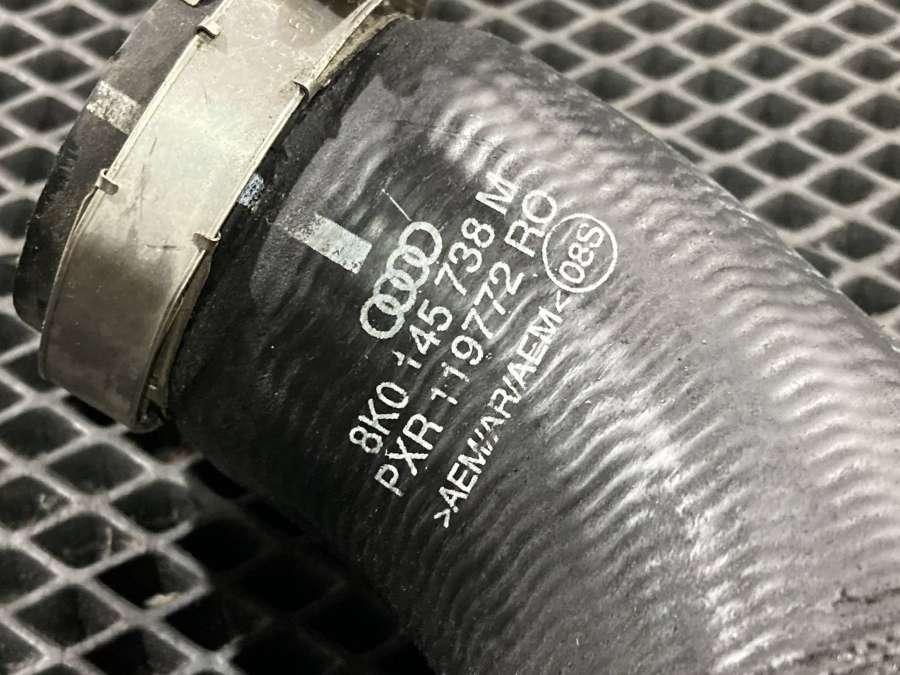 8K0 145 738 M
PXR 119772 RO
>AEM/AR/AEM<
08S